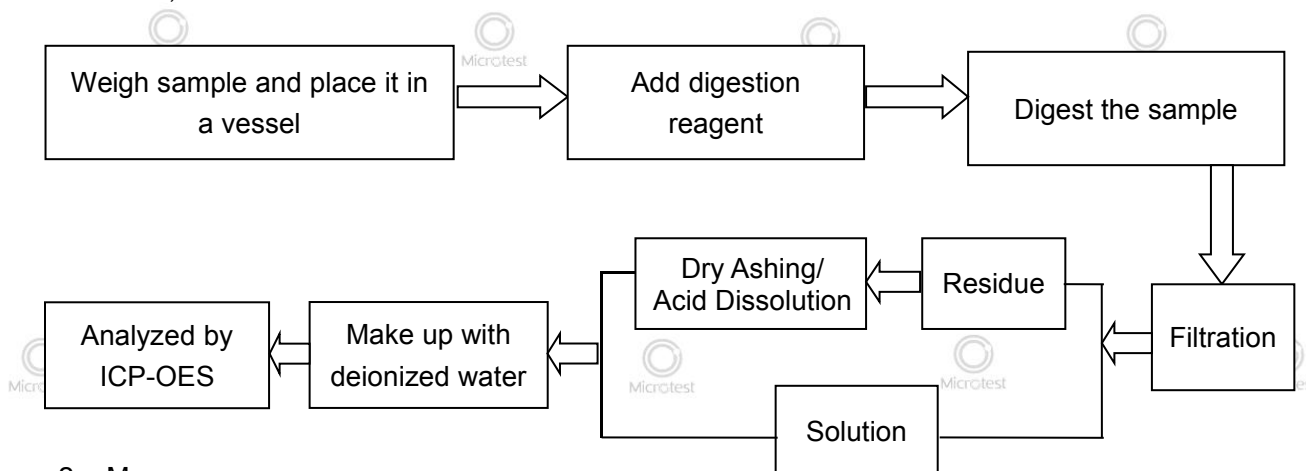 Microtest
Weigh sample and place it in
a vessel
Add digestion
reagent
Digest the sample
Dry Ashing/
Acid Dissolution
Residue
Analyzed by
ICP-OES
Make up with
deionized water
Filtration
Microtest
Microtest
Solution